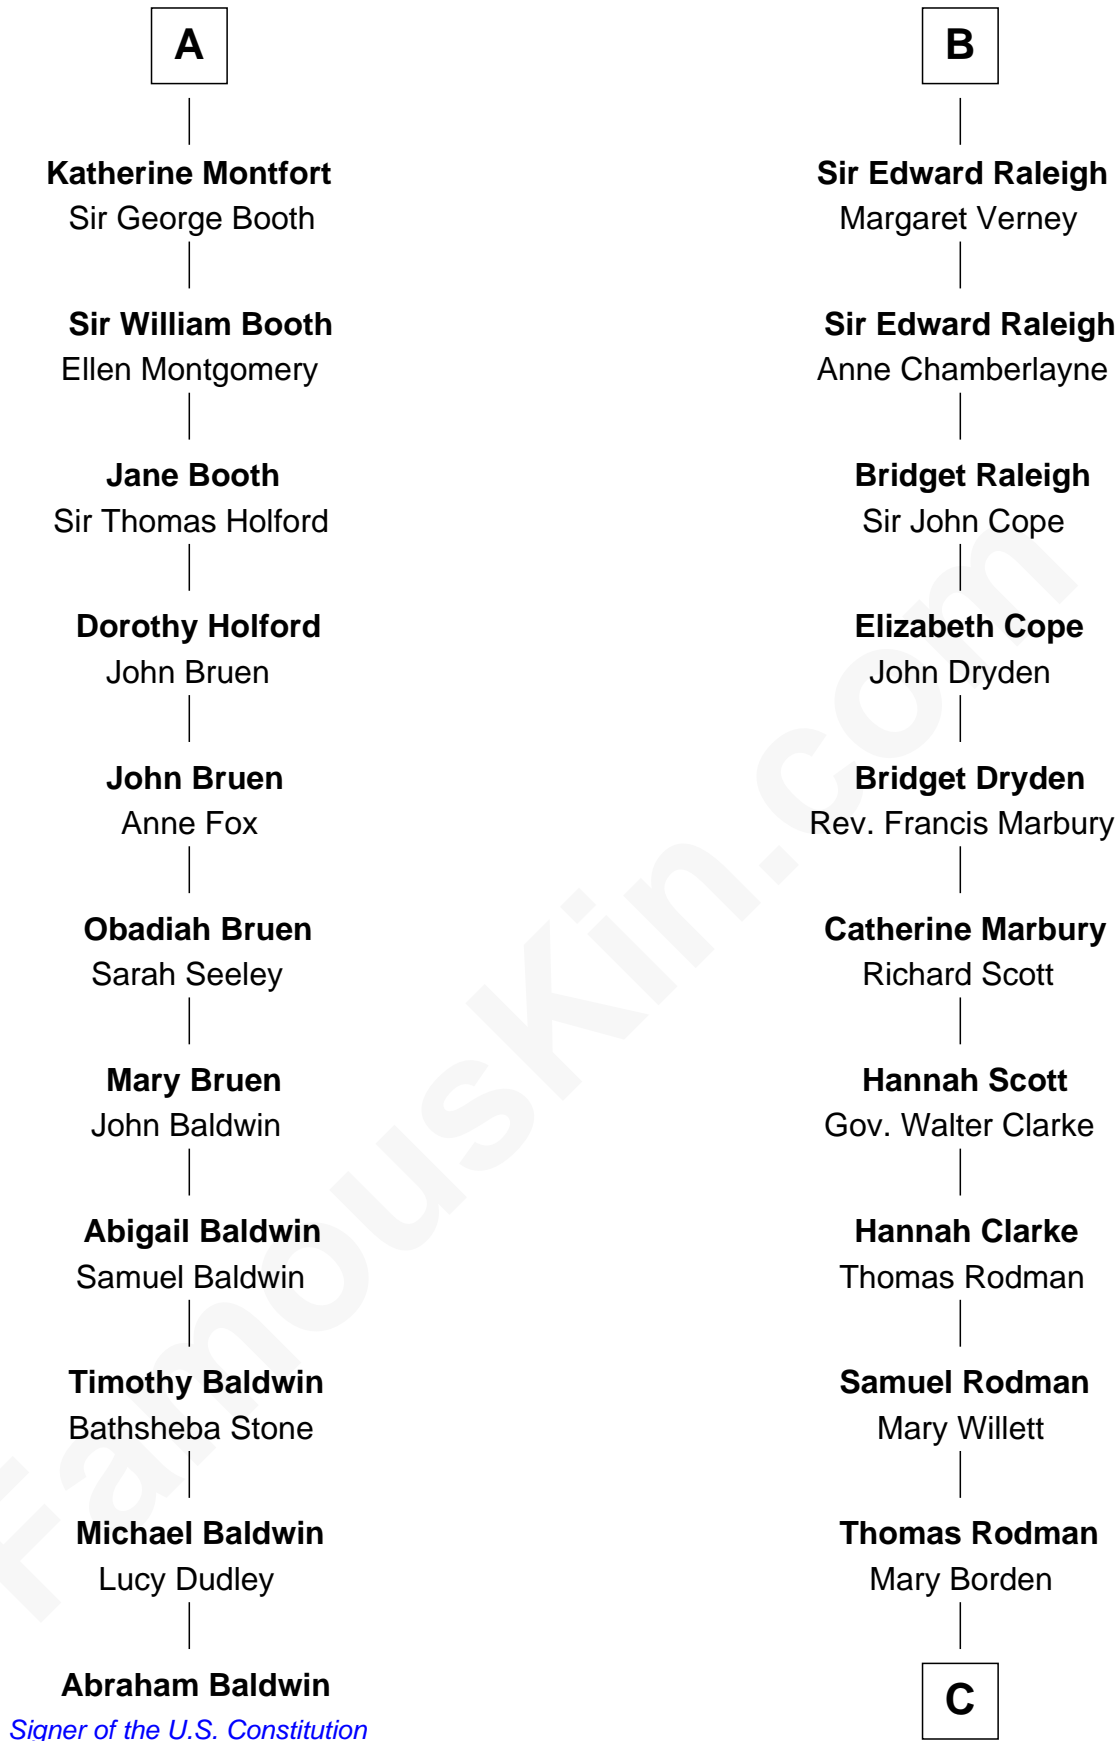 A
Katherine Montfort
Sir George Booth
Sir William Booth
Ellen Montgomery
Jane Booth
Sir Thomas Holford
Dorothy Holford
John Bruen
John Bruen
Anne Fox
Obadiah Bruen
Sarah Seeley
Mary Bruen
John Baldwin
Abigail Baldwin
Samuel Baldwin
Timothy Baldwin
Bathsheba Stone
Michael Baldwin
Lucy Dudley
Abraham Baldwin
Signer of the U.S. Constitution
B
Sir Edward Raleigh
Margaret Verney
Sir Edward Raleigh
Anne Chamberlayne
Bridget Raleigh
Sir John Cope
Elizabeth Cope
John Dryden
Bridget Dryden
Rev. Francis Marbury
Catherine Marbury
Richard Scott
Hannah Scott
Gov. Walter Clarke
Hannah Clarke
Thomas Rodman
Samuel Rodman
Mary Willett
Thomas Rodman
Mary Borden
C
FamousKin.com